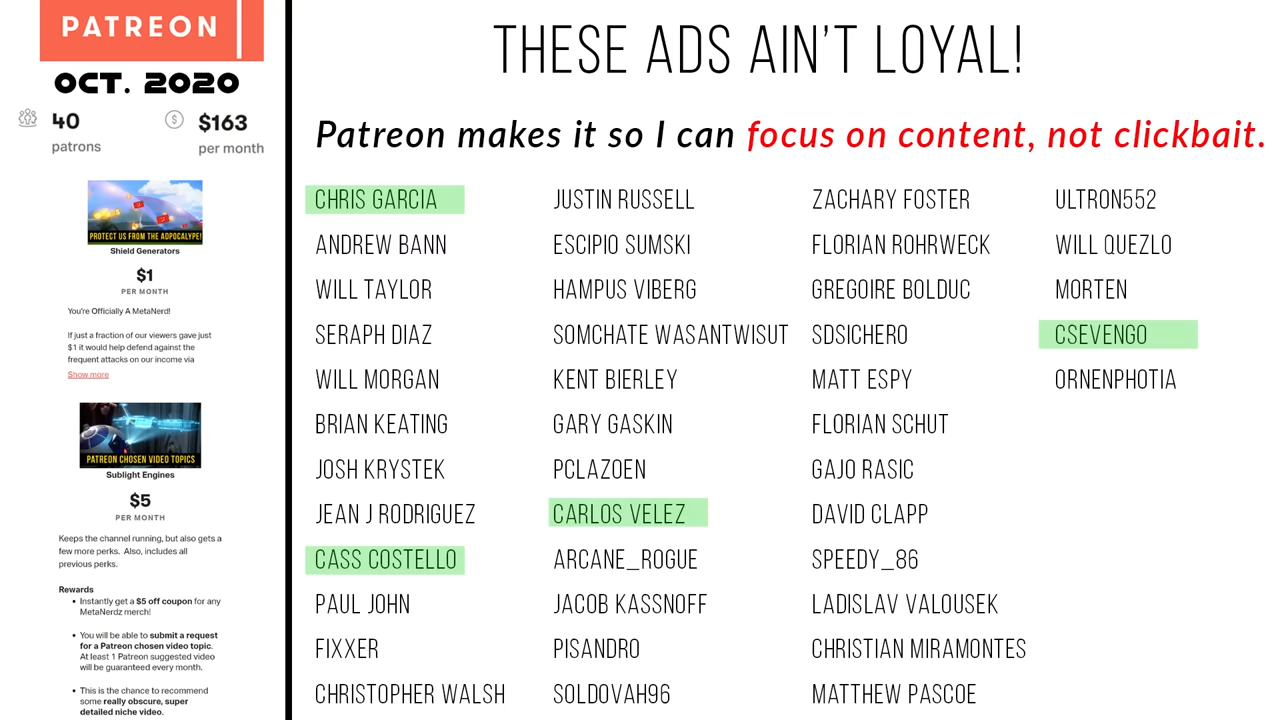 PATREON
OCT. 2020
40
patrons
$163
per month
PROTECT US FROM THE ADPOCALYPE!
Shield Generators
$1
PER MONTH
You're Officially A MetaNerd!
If just a fraction of our viewers gave just
$1 it would help defend against the
frequent attacks on our income via
Show more
PATREON CHOSEN VIDEO TOPICS
Sublight Engines
$5
PER MONTH
Keeps the channel running, but also gets a
few more perks. Also, includes all
previous perks.
Rewards
• Instantly get a $5 off coupon for any
MetaNerdz merch!
• You will be able to submit a request
for a Patreon chosen video topic.
At least 1 Patreon suggested video
will be guaranteed every month.
• This is the chance to recommend
some really obscure, super
detailed niche video.
THESE ADS AIN'T LOYAL!
Patreon makes it so I can focus on content, not clickbait.
CHRIS GARCIA
ANDREW BANN
WILL TAYLOR
SERAPH DIAZ
WILL MORGAN
BRIAN KEATING
JOSH KRYSTEK
JEAN J RODRIGUEZ
CASS COSTELLO
PAUL JOHN
FIXXER
CHRISTOPHER WALSH
JUSTIN RUSSELL
ESCIPIO SUMSKI
HAMPUS VIBERG
SOMCHATE WASANTWISUT
KENT BIERLEY
GARY GASKIN
PCLAZOEN
CARLOS VELEZ
ARCANE_ROGUE
JACOB KASSNOFF
PISANDRO
SOLDOVAH96
ZACHARY FOSTER
FLORIAN ROHRWECK
GREGOIRE BOLDUC
SDSICHERO
MATT ESPY
FLORIAN SCHUT
GAJO RASIC
DAVID CLAPP
SPEEDY_86
LADISLAV VALOUSEK
CHRISTIAN MIRAMONTES
MATTHEW PASCOE
ULTRON552
WILL QUEZLO
MORTEN
CSEVENGO
ORNENPHOTIA